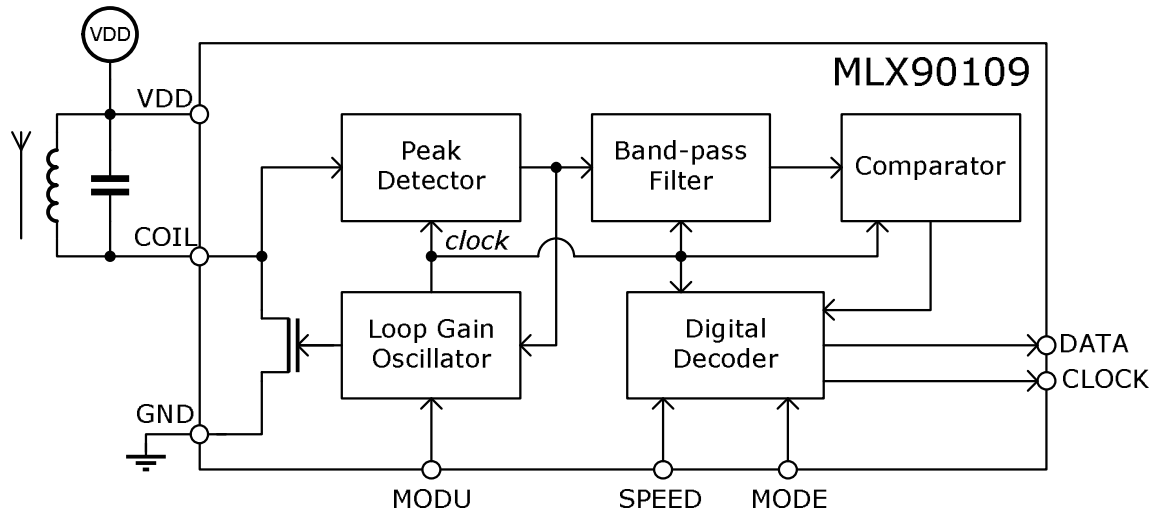 VDD
MLX90109
VDD
Peak
Detector
Band-pass
Filter
Comparator
COIL
clock
Loop Gain
Oscillator
Digital
Decoder
DATA
CLOCK
GND
MODU
SPEED
MODE